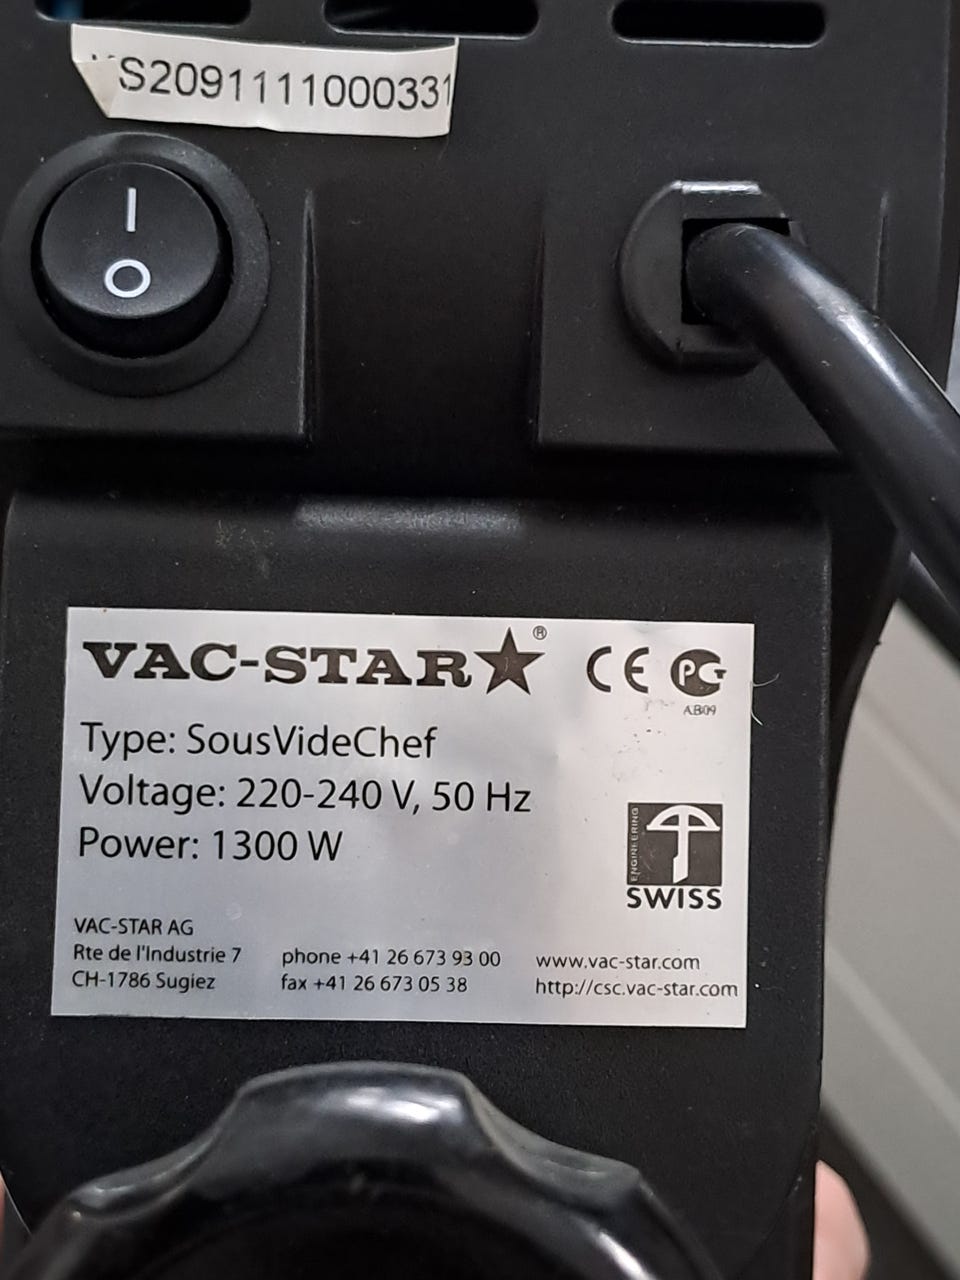 S2091111000331
I
O
VAC-STAR ®
CE PG
AB09
Type: SousVideChef
Voltage: 220-240 V, 50 Hz
Power: 1300 W
ENGINEERING
SWISS
VAC-STAR AG
Rte de l'Industrie 7
CH-1786 Sugiez
phone +41 26 673 93 00
fax +41 26 673 05 38
www.vac-star.com
http://csc.vac-star.com